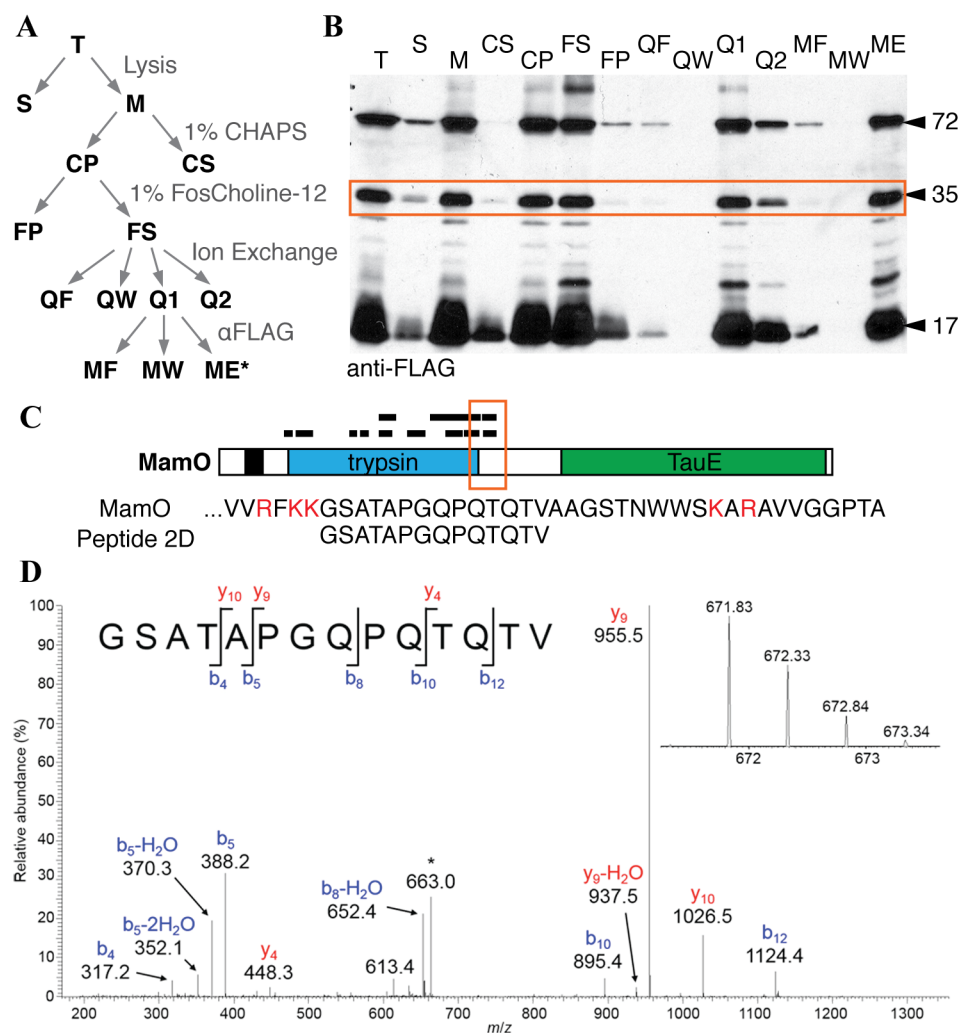 A
T
Lysis
S
M
1% CHAPS
CP
CS
1% FosCholine-12
FP
FS
Ion Exchange
QF QW Q1 Q2
αFLAG
MF MW ME*
B
T S M CS CP FS FP QF QW Q1 Q2 MF MW ME
72
35
17
anti-FLAG
C
MamO trypsin TauE
MamO ...VVRFKKGSATAPGQPQTQTVAAGSTNWWSKARAVVGGPTA
Peptide 2D GSATAPGQPQTQTV
D
Relative abundance (%)
100
90
80
70
60
50
40
30
20
10
0
y10 y9 y4
G S A T A P G Q P Q T Q T V
b4 b5 b8 b10 b12
y9
955.5
671.83
672.33
672.84
673.34
672 673
b5-H2O
370.3
b5
388.2
b5-2H2O
352.1
b4
317.2
y4
448.3
613.4
b8-H2O
652.4
*
663.0
b10
895.4
y9-H2O
937.5
y10
1026.5
b12
1124.4
200 300 400 500 600 700 800 900 1000 1100 1200 1300
m/z